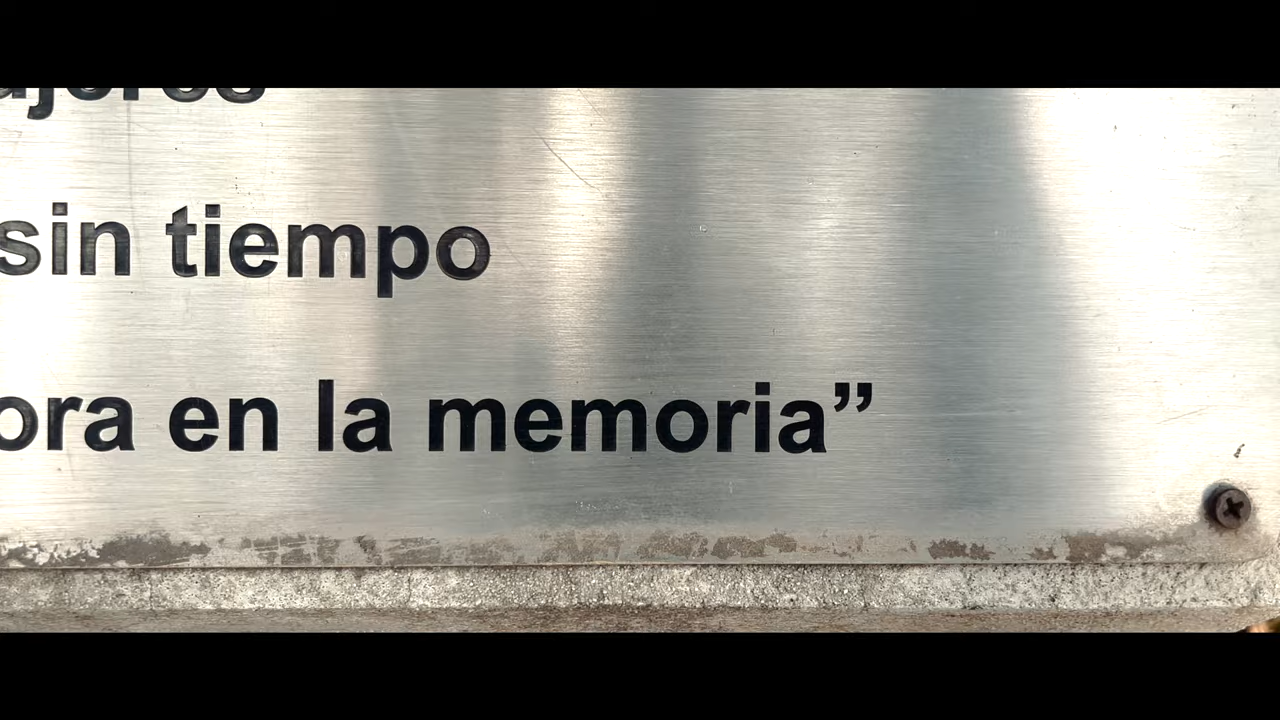 sin tiempo
ora en la memoria”